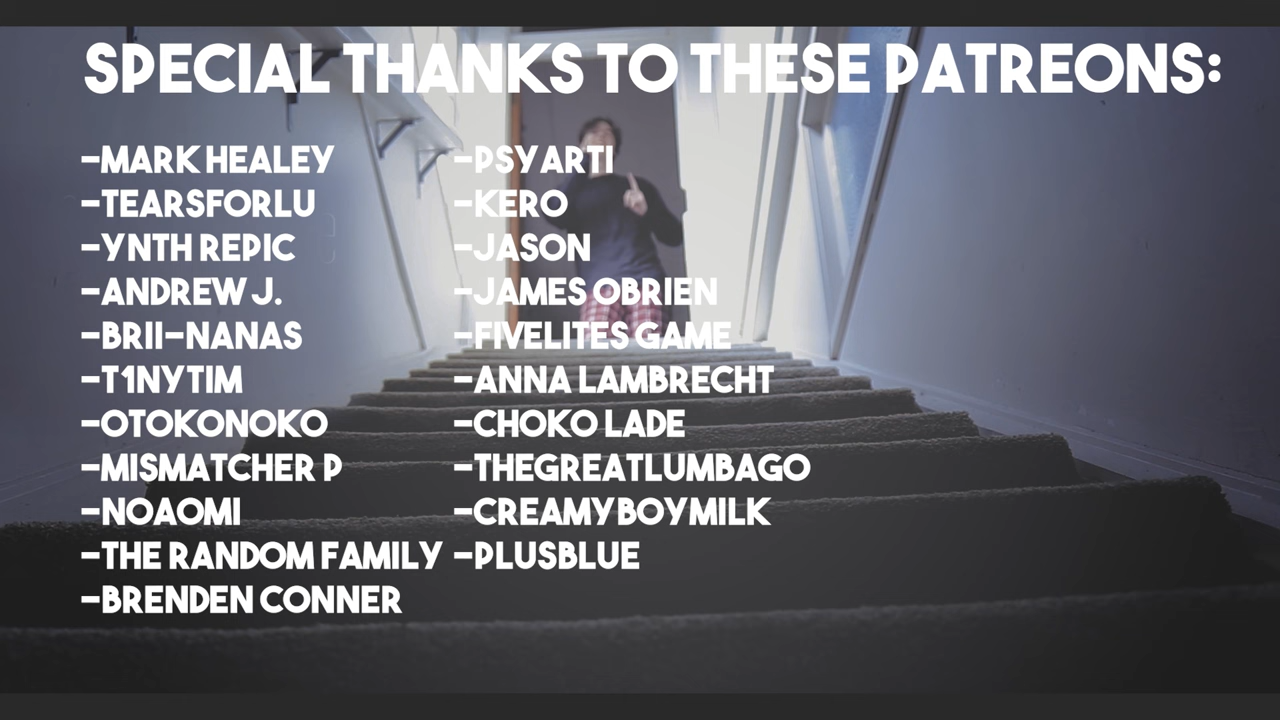 SPECIAL THANKS TO THESE PATREONS:
-MARK HEALEY
-TEARSFORLU
-YNTH REPIC
-ANDREW J.
-BRII-NANAS
-T1NYTIM
-OTOKONOKO
-MISMATCHER P
-NOAOMI
-THE RANDOM FAMILY
-BRENDEN CONNER
-PSYARTI
-KERO
-JASON
-JAMES OBRIEN
-FIVELITES GAME
-ANNA LAMBRECHT
-CHOKO LADE
-THEGREATLUMBAGO
-CREAMYBOYMILK
-PLUSBLUE